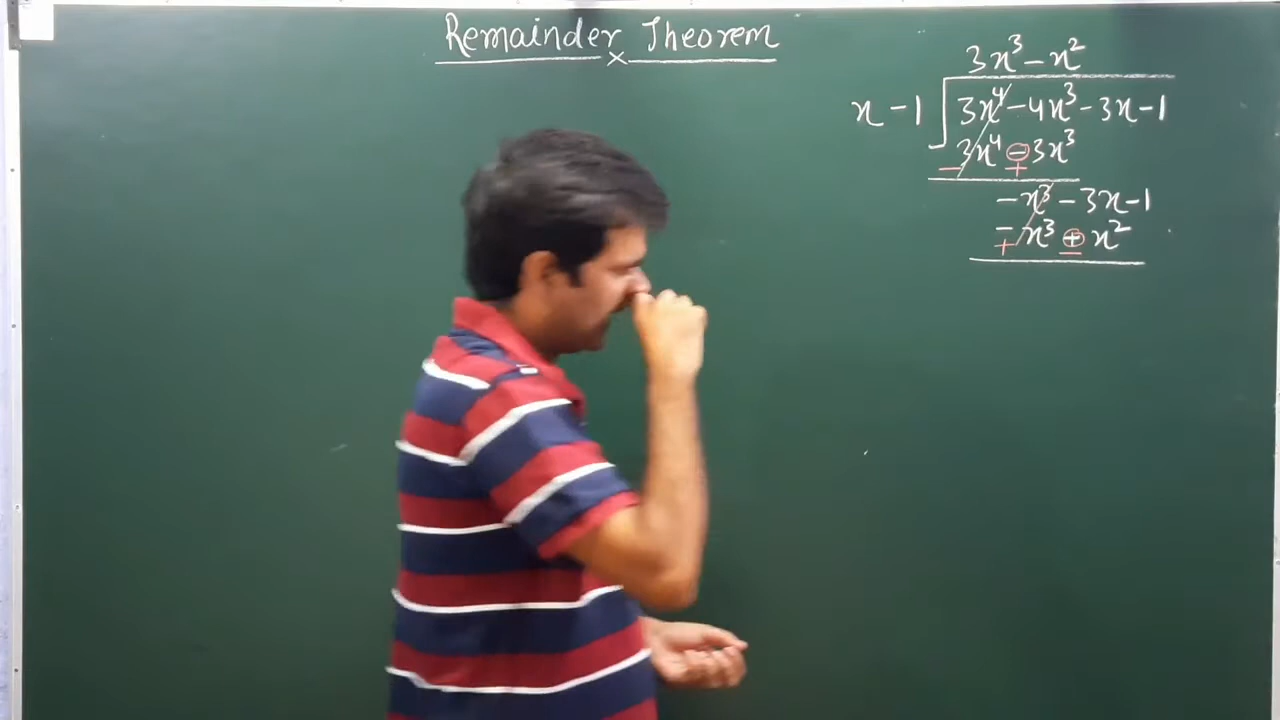 Remainder Theorem
×
3x³ - x²
x - 1 3x⁴ - 4x³ - 3x - 1
3x⁴ - 3x³
- +
- x³ - 3x - 1
- x³ + x²
+ -